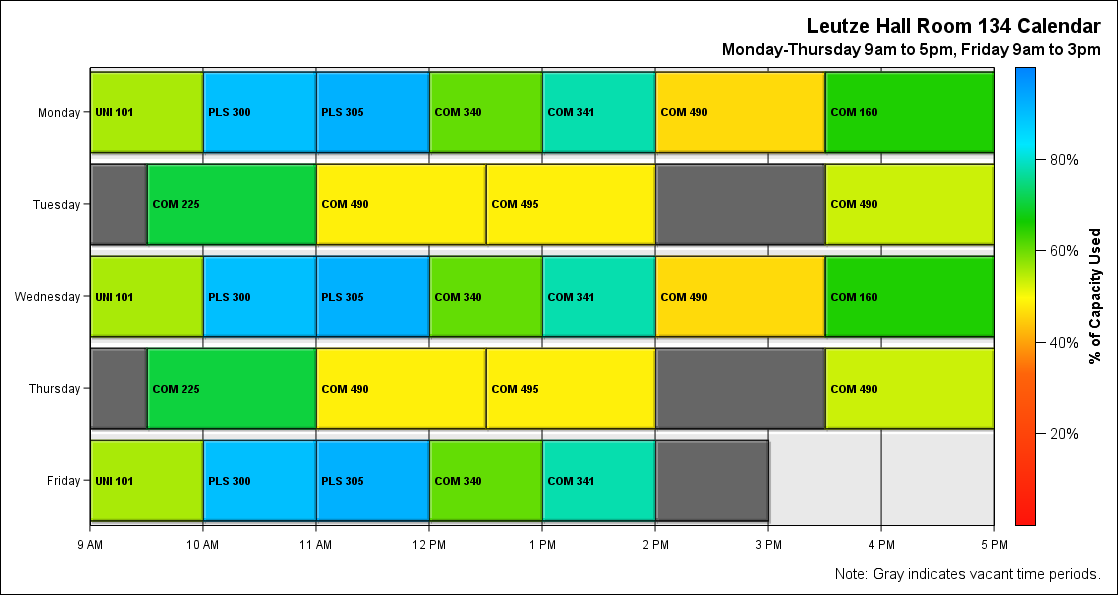 Leutze Hall Room 134 Calendar
Monday-Thursday 9am to 5pm, Friday 9am to 3pm
Monday UNI 101 PLS 300 PLS 305 COM 340 COM 341 COM 490 COM 160
Tuesday COM 225 COM 490 COM 495 COM 490
Wednesday UNI 101 PLS 300 PLS 305 COM 340 COM 341 COM 490 COM 160
Thursday COM 225 COM 490 COM 495 COM 490
Friday UNI 101 PLS 300 PLS 305 COM 340 COM 341
9 AM 10 AM 11 AM 12 PM 1 PM 2 PM 3 PM 4 PM 5 PM
80%
60%
40%
20%
% of Capacity Used
Note: Gray indicates vacant time periods.